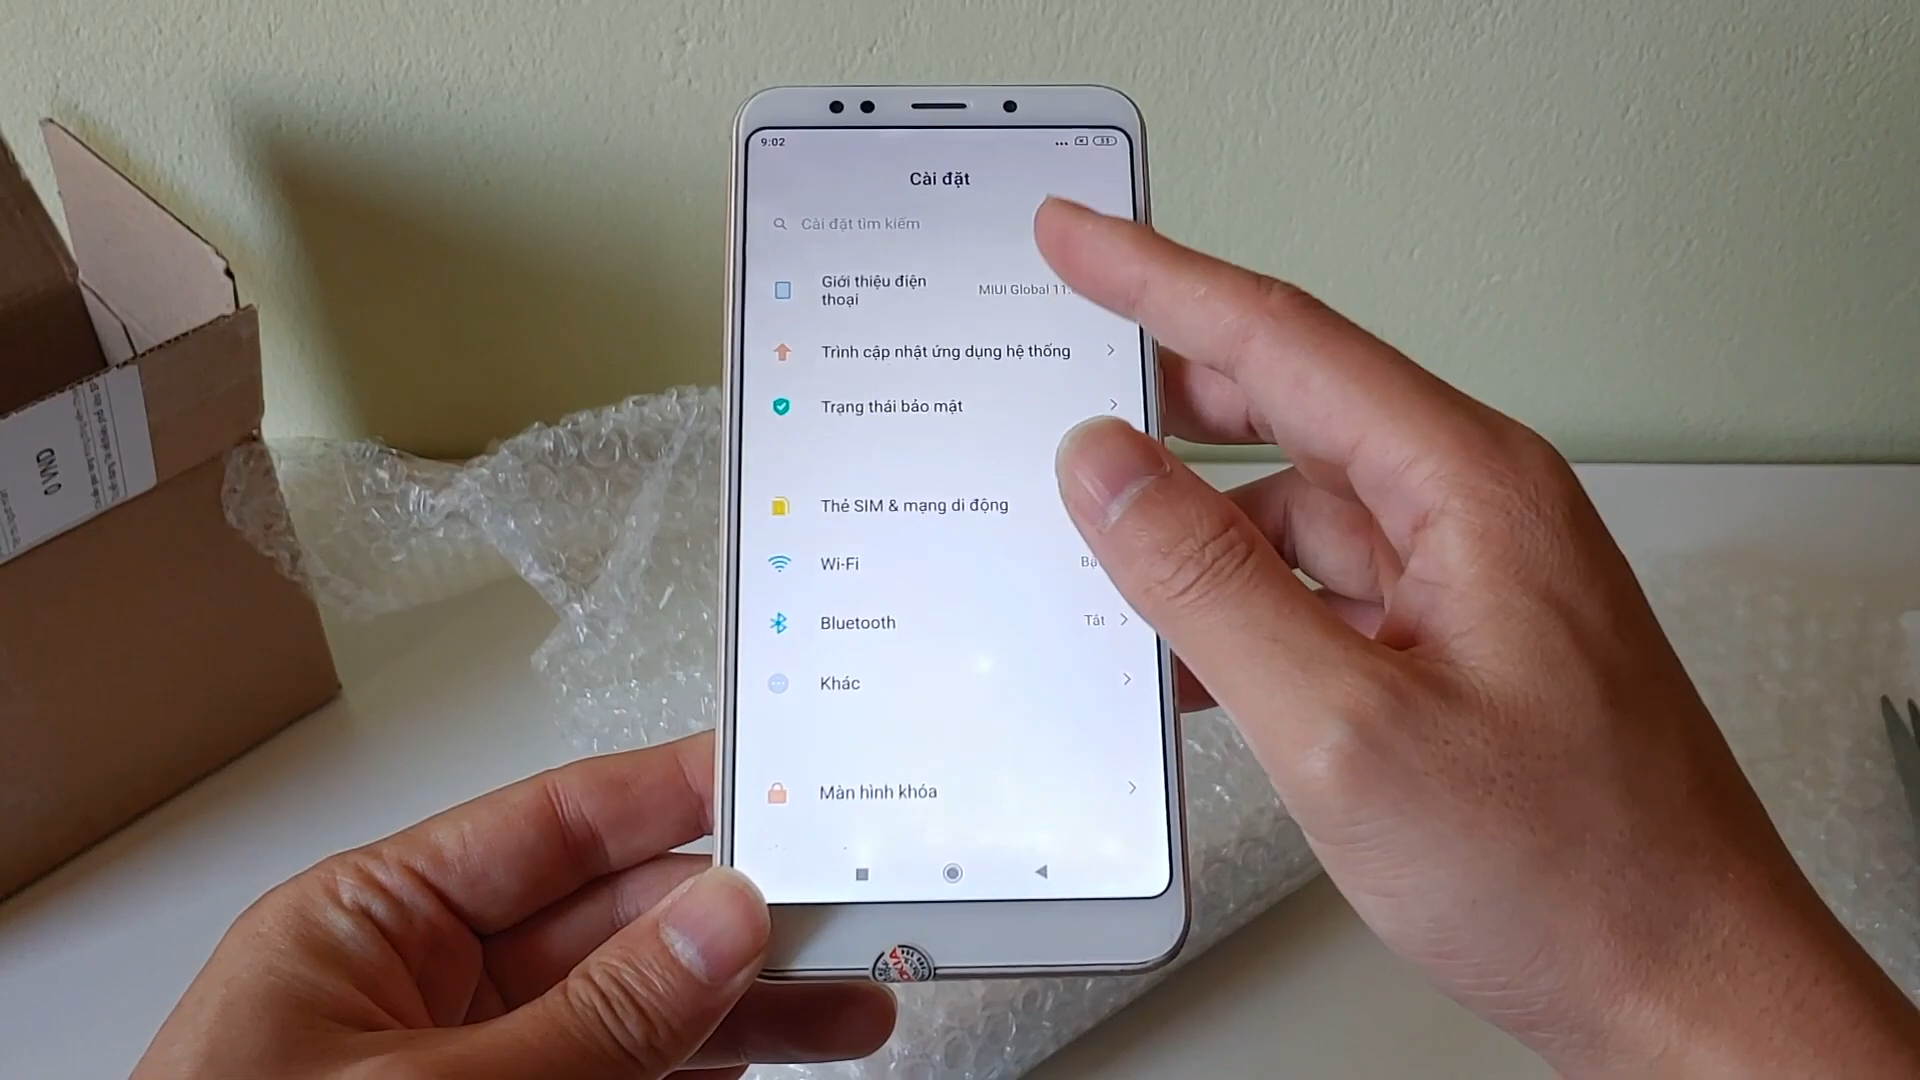 9:02
Cài đặt
Cài đặt tìm kiếm
Giới thiệu điện
thoại
MIUI Global 11.
Trình cập nhật ứng dụng hệ thống
Trạng thái bảo mật
Thẻ SIM & mạng di động
Wi-Fi
Bluetooth
Tắt
Khác
Màn hình khóa
0 VND